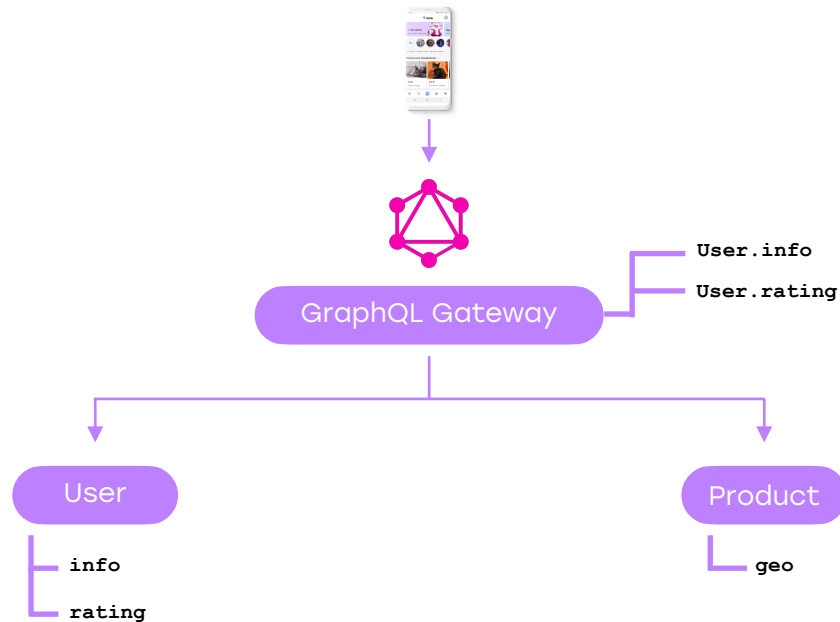 User.info
User.rating
GraphQL Gateway
User
Product
info
geo
rating